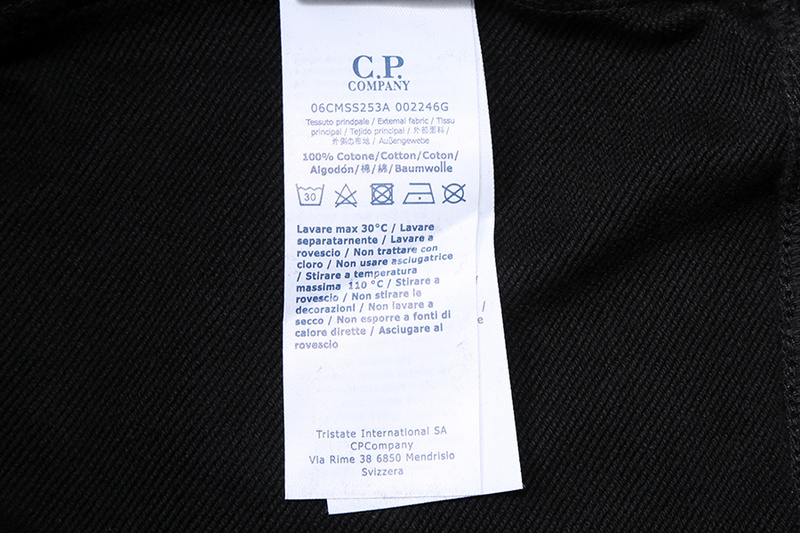 C.P.
COMPANY
06CMSS253A 002246G
Tessuto prindpale / External fabric / Tissu
principal / Tejido principal / 外部面料 /
外側の布地 / Außengewebe
100% Cotone/Cotton/Coton/
Algodón/棉/綿/Baumwolle
30
Lavare max 30°C / Lavare
separatarnente / Lavare a
rovescio / Non trattare con
cloro / Non usare asciugatrice
/ Stirare a temperatura
massima 110 °C / Stirare a
rovescio / Non stirare le
decorazioni / Non lavare a
secco / Non esporre a fonti di
calore dirette / Asciugare al
rovescio
/
e
Tristate International SA
CPCompany
Via Rime 38 6850 Mendrisio
Svizzera